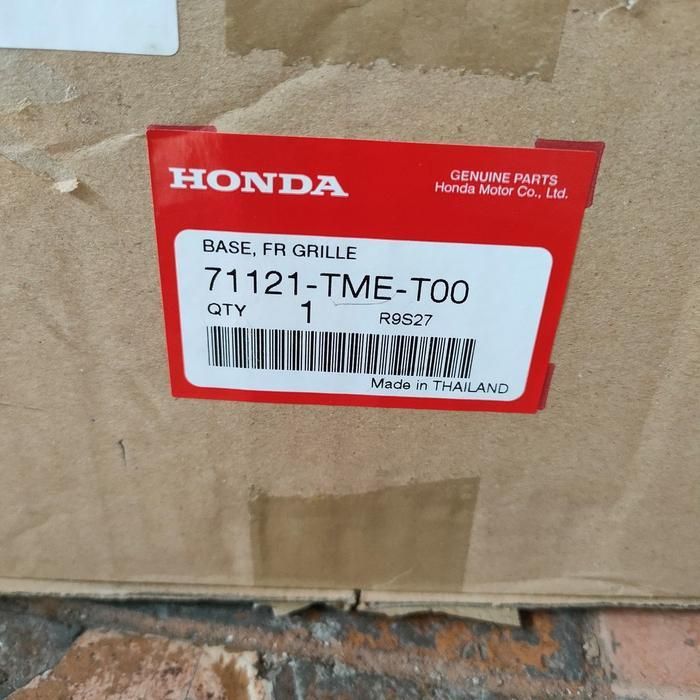 HONDA
GENUINE PARTS
Honda Motor Co., Ltd.
BASE, FR GRILLE
71121-TME-T00
QTY 1 R9S27
Made in THAILAND